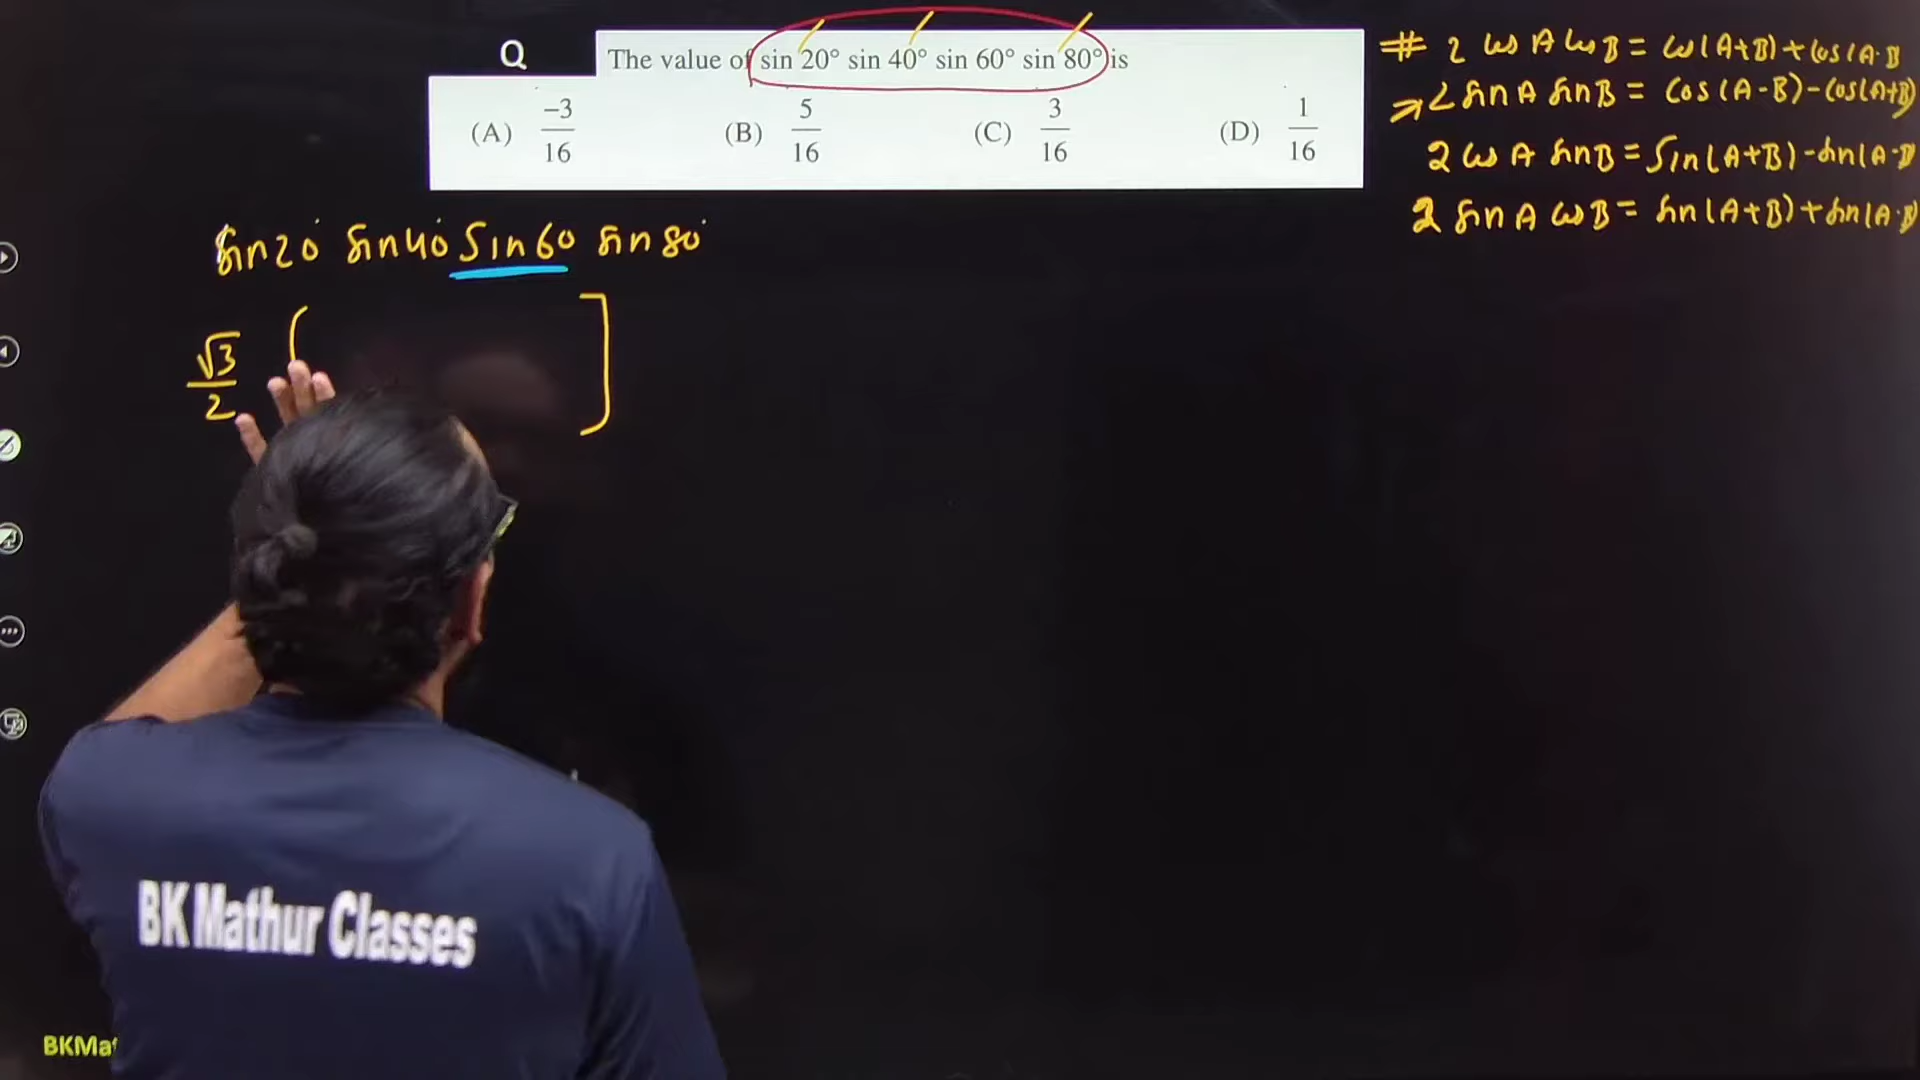 Q The value of sin 20° sin 40° sin 60° sin 80° is
(A) −3/16 (B) 5/16 (C) 3/16 (D) 1/16
# 2 cos A cos B = cos(A+B) + cos(A-B
→ 2 sin A sin B = cos(A-B) - cos(A+B)
2 cos A sin B = sin(A+B) - sin(A-B
2 sin A cos B = sin(A+B) + sin(A-B)
sin20° sin40° sin60 sin80°
√3/2 [ ]
BK Mathur Classes
BKMat